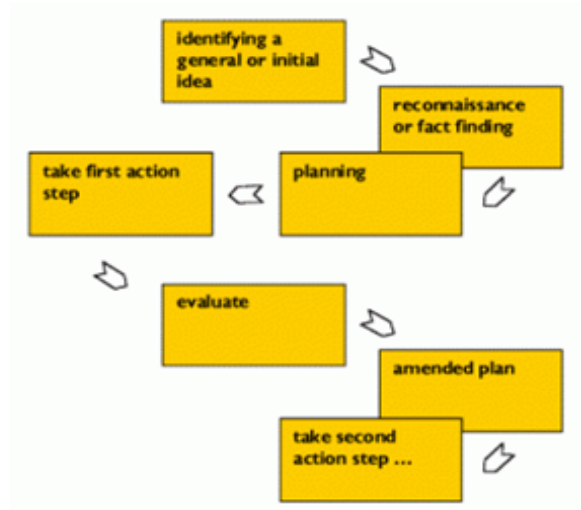 identifying a
general or initial
idea
reconnaissance
or fact finding
planning
take first action
step
evaluate
amended plan
take second
action step ...